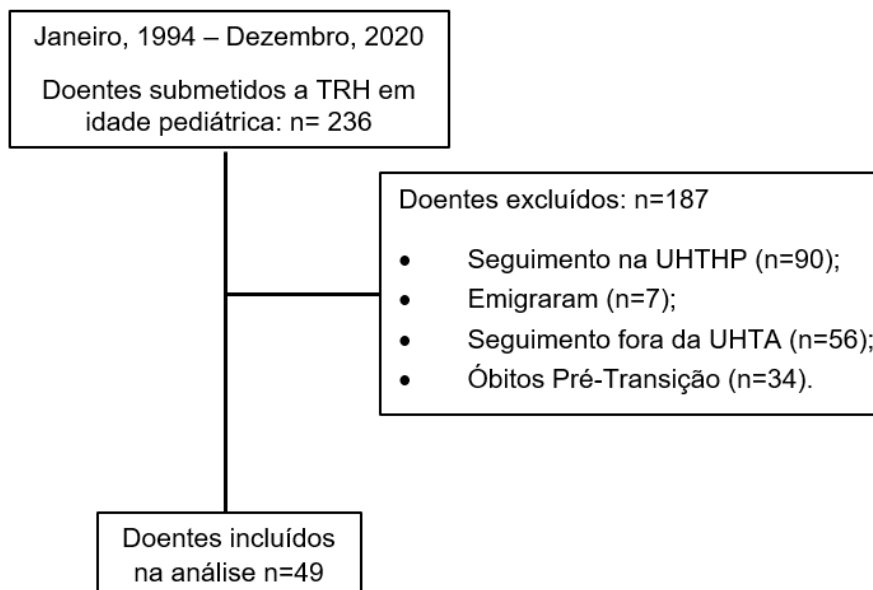 Janeiro, 1994 – Dezembro, 2020
Doentes submetidos a TRH em
idade pediátrica: n= 236
Doentes excluídos: n=187
• Seguimento na UHTHP (n=90);
• Emigraram (n=7);
• Seguimento fora da UHTA (n=56);
• Óbitos Pré-Transição (n=34).
Doentes incluídos
na análise n=49